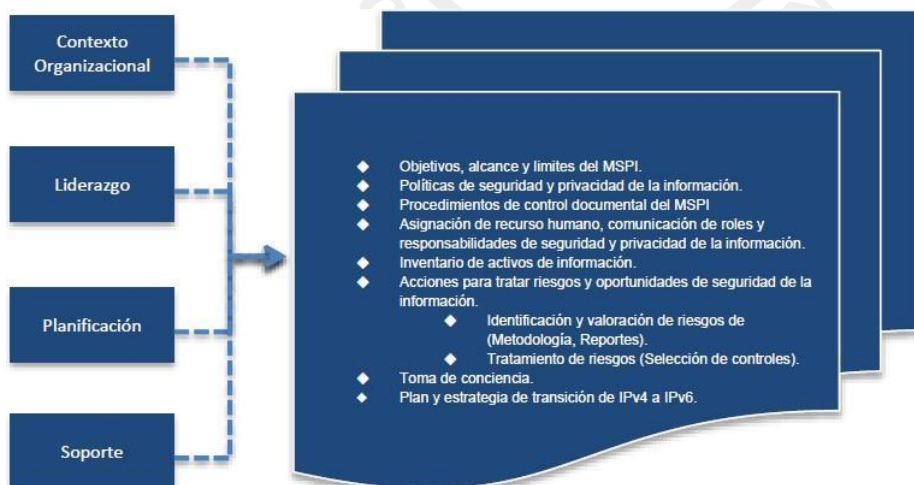 Contexto
Organizacional
Liderazgo
Planificación
Soporte
Objetivos, alcance y limites del MSPI.
Políticas de seguridad y privacidad de la información.
Procedimientos de control documental del MSPI
Asignación de recurso humano, comunicación de roles y
responsabilidades de seguridad y privacidad de la información.
Inventario de activos de información.
Acciones para tratar riesgos y oportunidades de seguridad de la
información.
Identificación y valoración de riesgos de
(Metodología, Reportes).
Tratamiento de riesgos (Selección de controles).
Toma de conciencia.
Plan y estrategia de transición de IPv4 a IPv6.